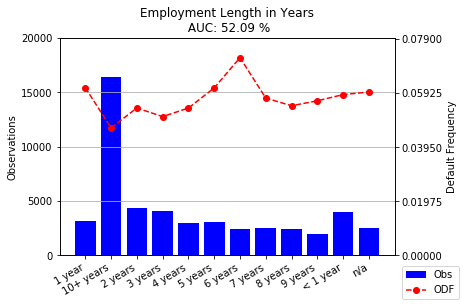 Employment Length in Years
AUC: 52.09 %
20000
15000
10000
5000
0
Observations
0.07900
0.05925
0.03950
0.01975
0.00000
Default Frequency
1 year
10+ years
2 years
3 years
4 years
5 years
6 years
7 years
8 years
9 years
< 1 year
n/a
Obs
ODF